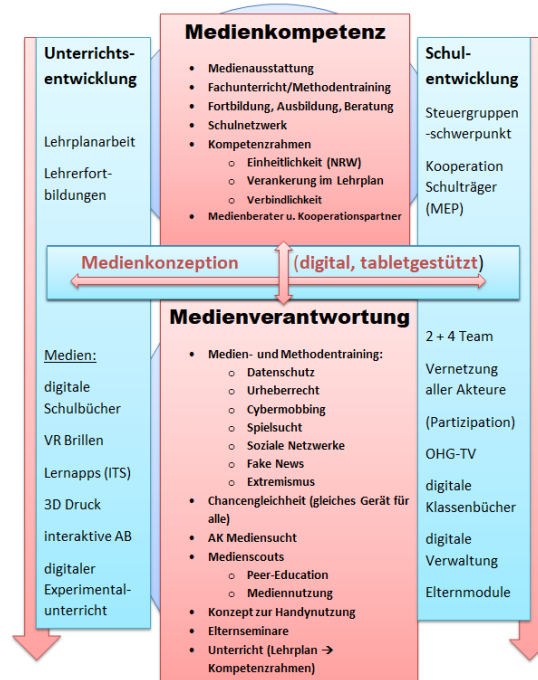 Unterrichts-
entwicklung
Lehrplanarbeit
Lehrerfort-
bildungen
Medienkompetenz
• Medienausstattung
• Fachunterricht/Methodentraining
• Fortbildung, Ausbildung, Beratung
• Schulnetzwerk
• Kompetenzrahmen
o Einheitlichkeit (NRW)
o Verankerung im Lehrplan
o Verbindlichkeit
• Medienberater u. Kooperationspartner
Schul-
entwicklung
Steuergruppen
-schwerpunkt
Kooperation
Schulträger
(MEP)
Medienkonzeption (digital, tabletgestützt)
Medien:
digitale
Schulbücher
VR Brillen
Lernapps (ITS)
3D Druck
interaktive AB
digitaler
Experimental-
unterricht
Medienverantwortung
• Medien- und Methodentraining:
o Datenschutz
o Urheberrecht
o Cybermobbing
o Spielsucht
o Soziale Netzwerke
o Fake News
o Extremismus
• Chancengleichheit (gleiches Gerät für
alle)
• AK Mediensucht
• Medienscouts
o Peer-Education
o Mediennutzung
• Konzept zur Handynutzung
• Elternseminare
• Unterricht (Lehrplan → 
Kompetenzrahmen)
2 + 4 Team
Vernetzung
aller Akteure
(Partizipation)
OHG-TV
digitale
Klassenbücher
digitale
Verwaltung
Elternmodule